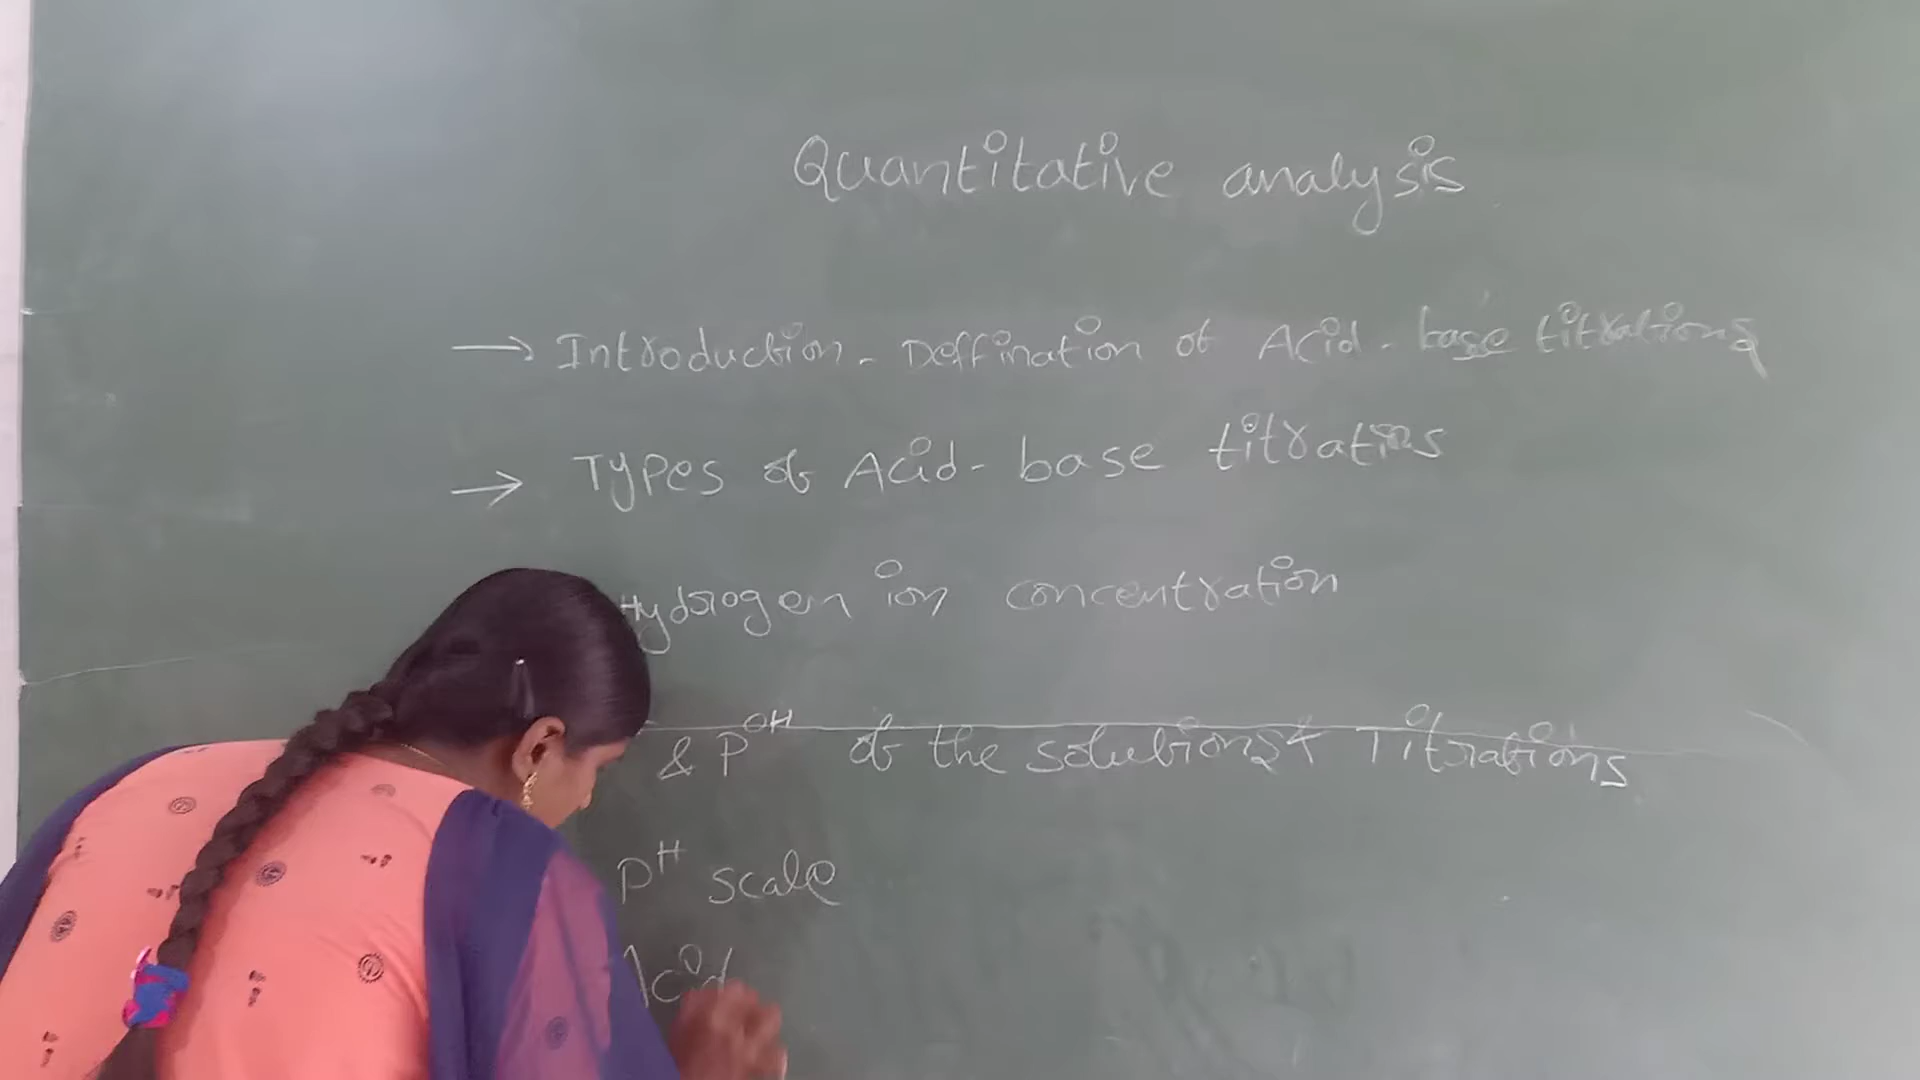 Quantitative analysis
→ Introduction - Deffination of Acid - base titrations
→ Types of Acid - base titratios
Hydrogen ion concentration
& P^OH of the solutions & Titrations
P^H scale
Acid